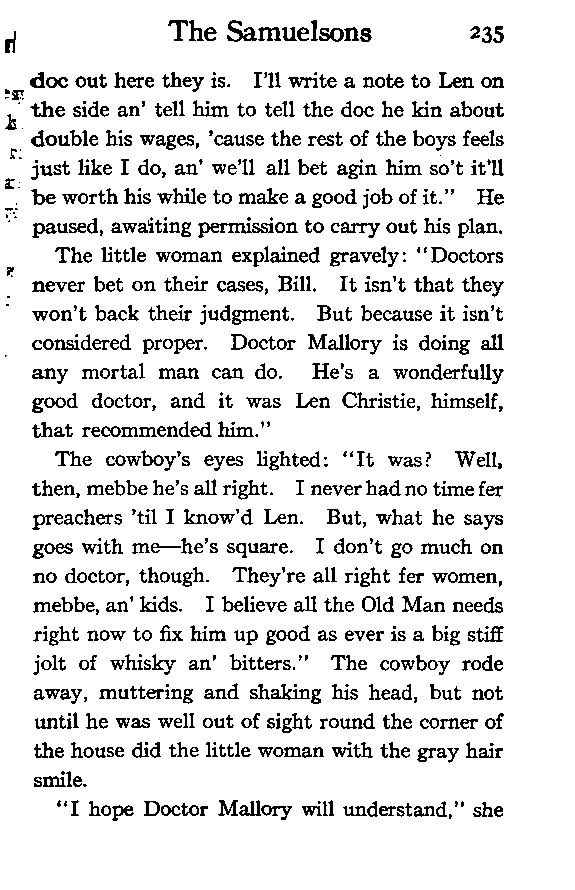 The Samuelsons 235
doc out here they is. I'll write a note to Len on
the side an' tell him to tell the doc he kin about
double his wages, 'cause the rest of the boys feels
just like I do, an' we'll all bet agin him so't it'll
be worth his while to make a good job of it." He
paused, awaiting permission to carry out his plan.
The little woman explained gravely: "Doctors
never bet on their cases, Bill. It isn't that they
won't back their judgment. But because it isn't
considered proper. Doctor Mallory is doing all
any mortal man can do. He's a wonderfully
good doctor, and it was Len Christie, himself,
that recommended him."
The cowboy's eyes lighted: "It was? Well,
then, mebbe he's all right. I never had no time fer
preachers 'til I know'd Len. But, what he says
goes with me—he's square. I don't go much on
no doctor, though. They're all right fer women,
mebbe, an' kids. I believe all the Old Man needs
right now to fix him up good as ever is a big stiff
jolt of whisky an' bitters." The cowboy rode
away, muttering and shaking his head, but not
until he was well out of sight round the corner of
the house did the little woman with the gray hair
smile.
"I hope Doctor Mallory will understand," she